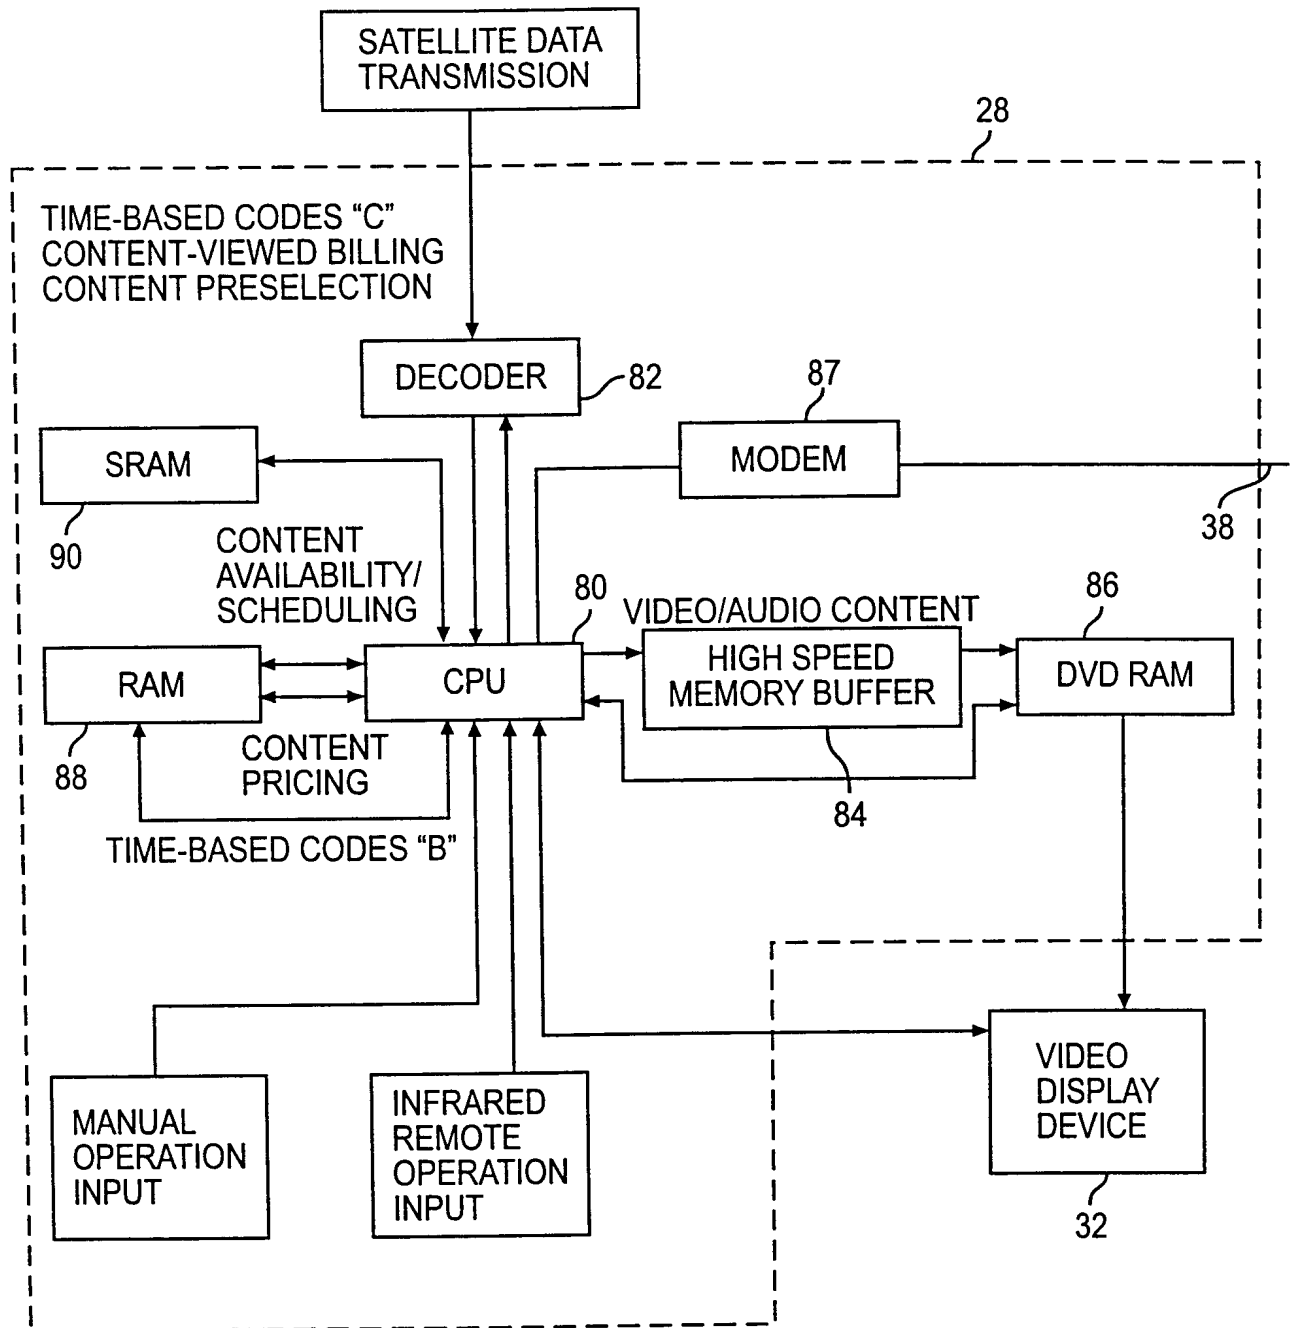 SATELLITE DATA
TRANSMISSION
28
TIME-BASED CODES “C”
CONTENT-VIEWED BILLING
CONTENT PRESELECTION
DECODER
82
87
MODEM
38
SRAM
90
CONTENT
AVAILABILITY/
SCHEDULING
80
VIDEO/AUDIO CONTENT
86
RAM
88
CPU
HIGH SPEED
MEMORY BUFFER
84
DVD RAM
CONTENT
PRICING
TIME-BASED CODES “B”
MANUAL
OPERATION
INPUT
INFRARED
REMOTE
OPERATION
INPUT
VIDEO
DISPLAY
DEVICE
32